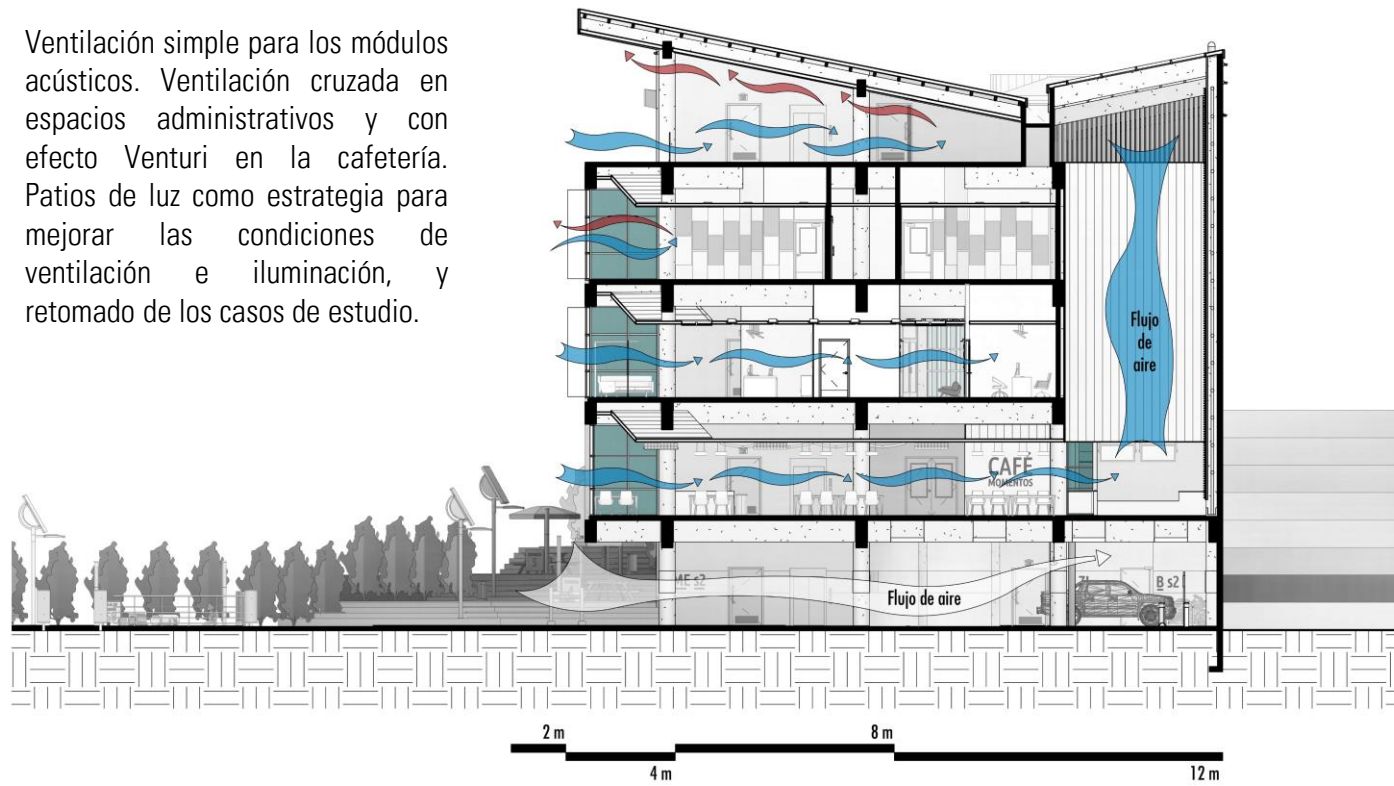 Ventilación simple para los módulos
acústicos. Ventilación cruzada en
espacios administrativos y con
efecto Venturi en la cafetería.
Patios de luz como estrategia para
mejorar las condiciones de
ventilación e iluminación, y
retomado de los casos de estudio.
Flujo
de
aire
CAFÉ
MOMENTOS
ME s2
B s2
Flujo de aire
2 m
8 m
4 m
12 m